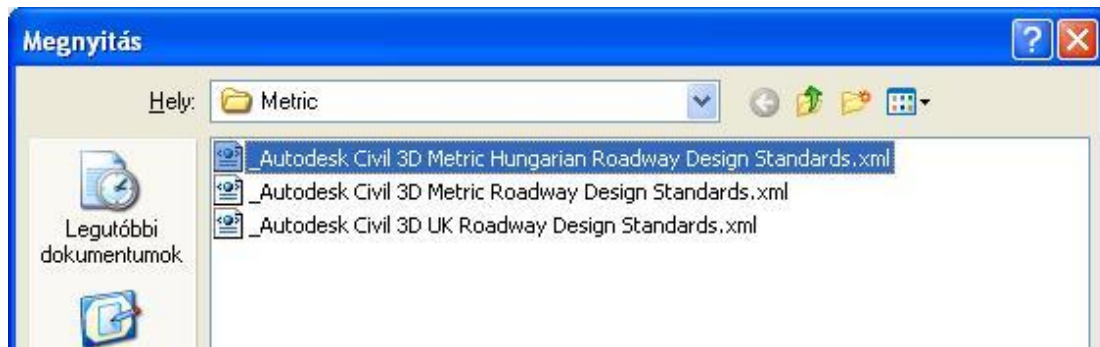 Megnyitás
Hely: Metric
_Autodesk Civil 3D Metric Hungarian Roadway Design Standards.xml
_Autodesk Civil 3D Metric Roadway Design Standards.xml
_Autodesk Civil 3D UK Roadway Design Standards.xml
Legutóbbi
dokumentumok